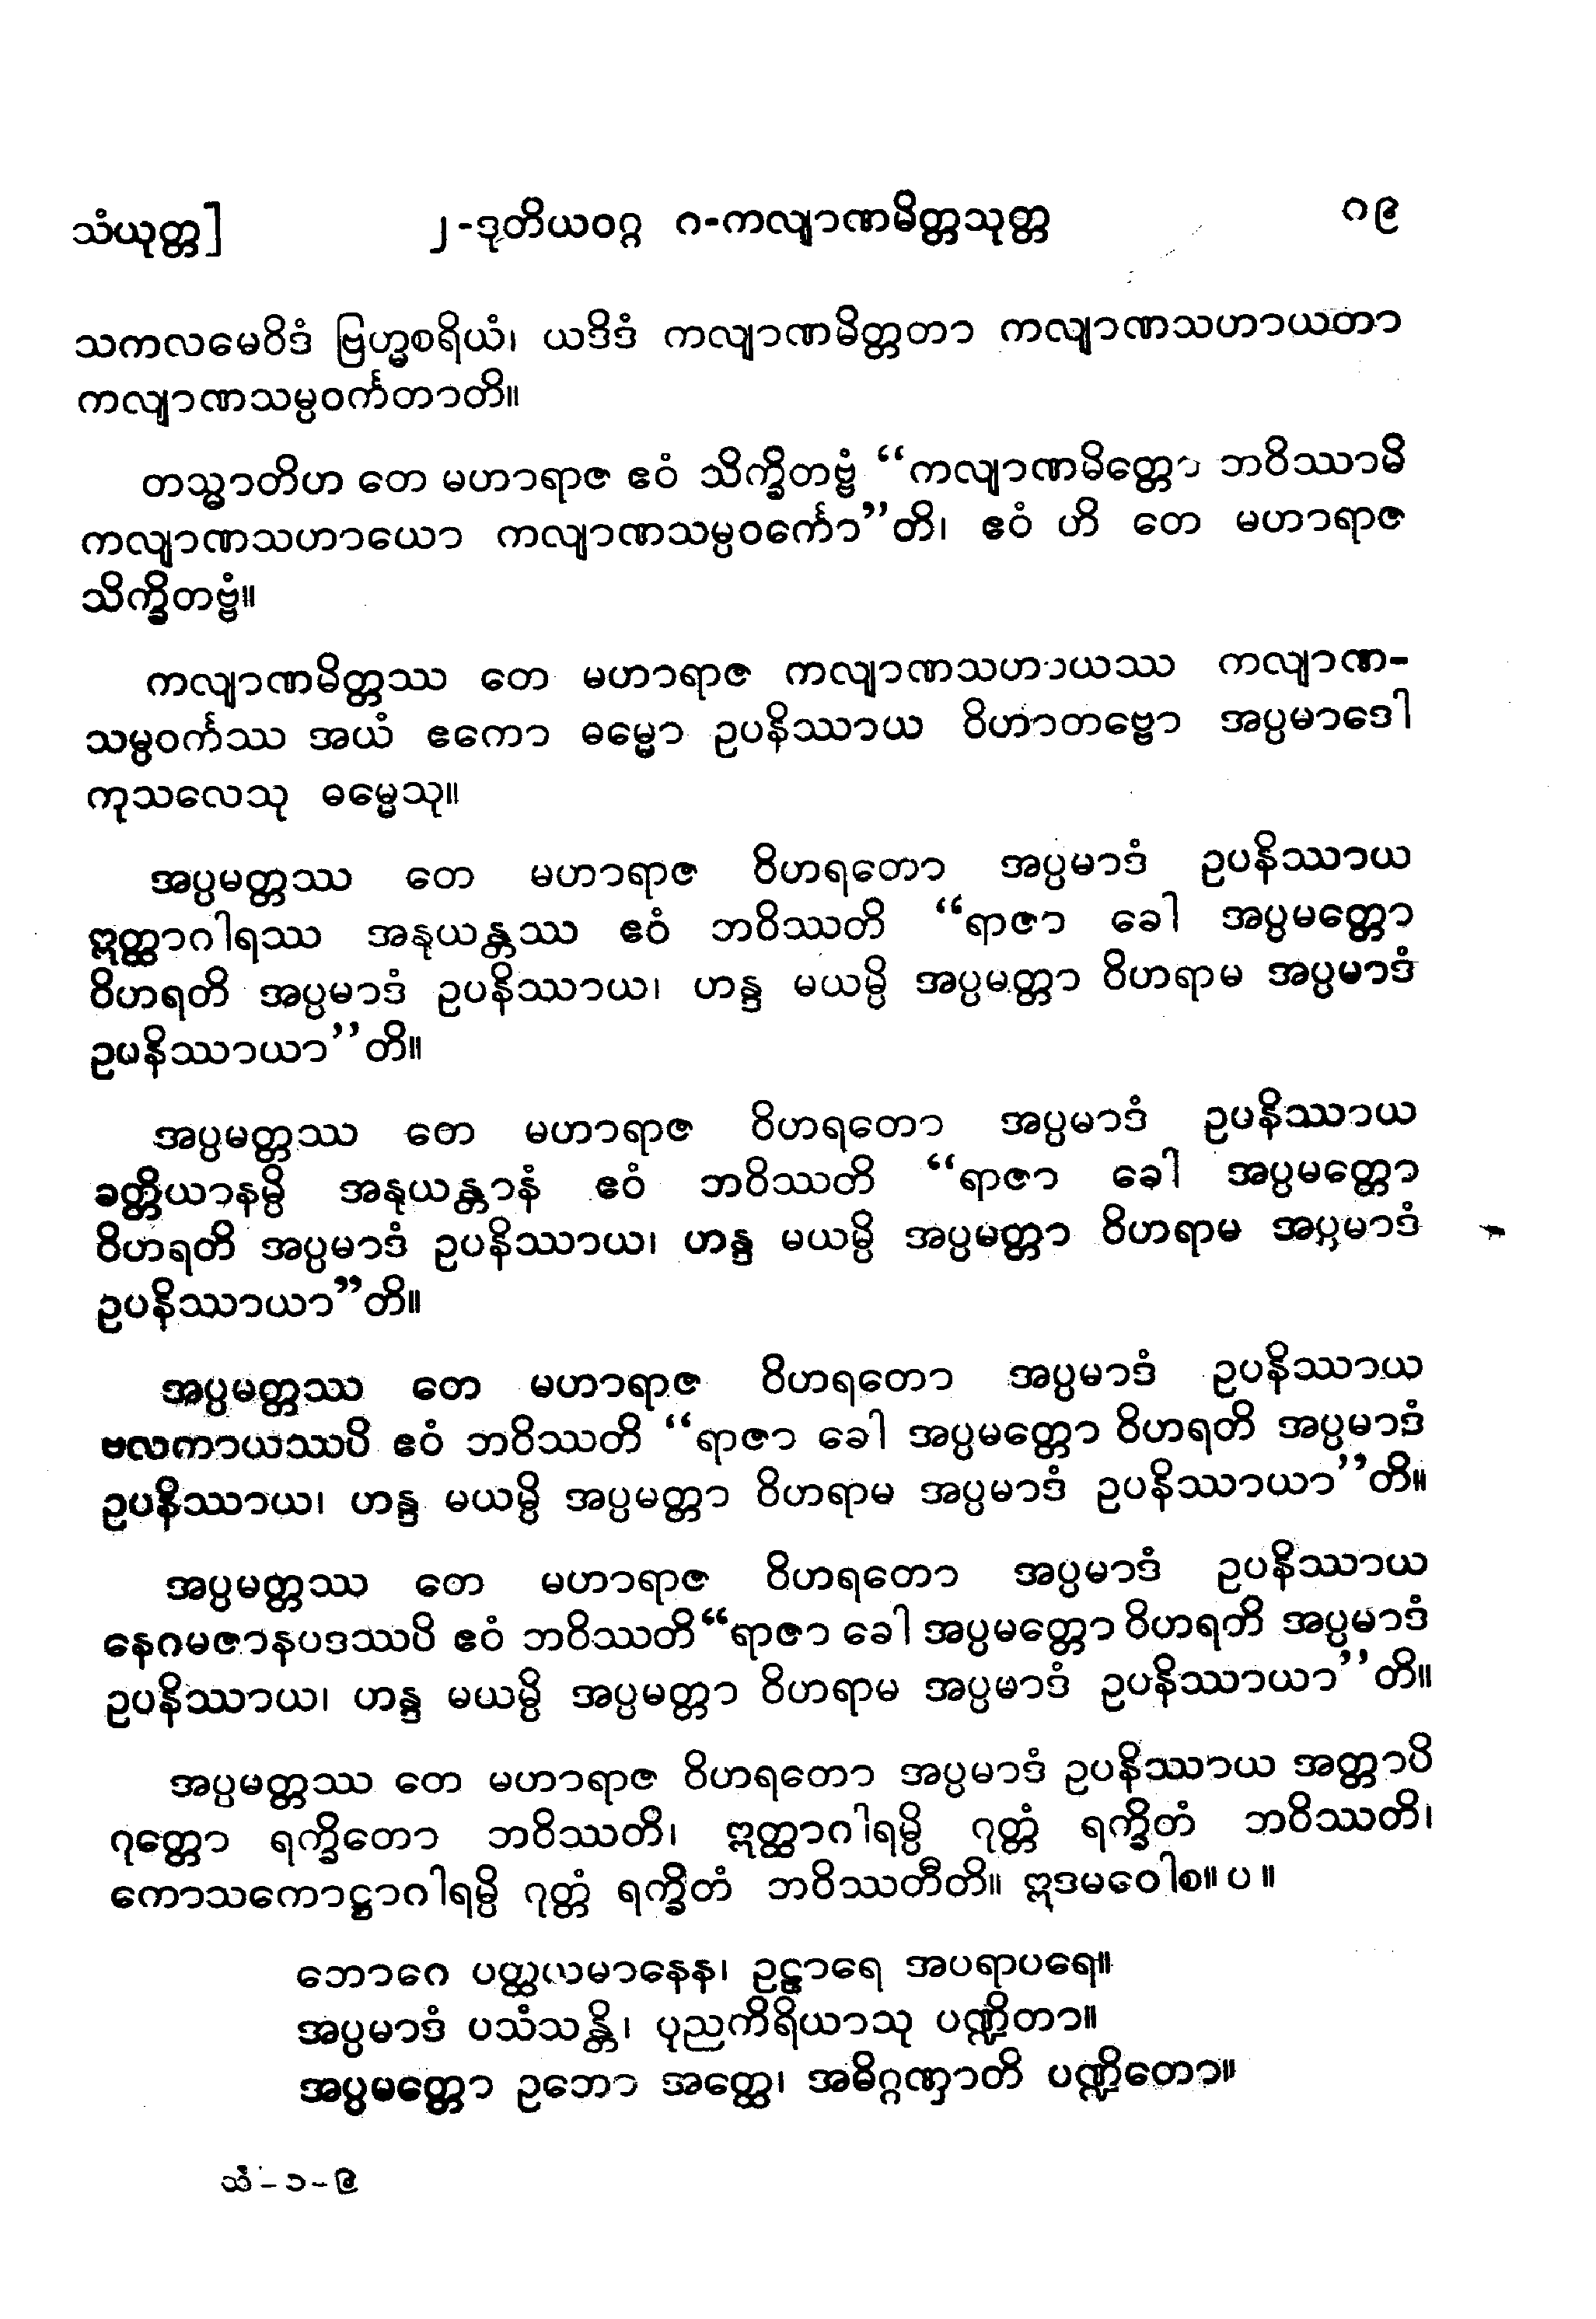 သံယုတ္တ]	၂-ဒုတိယဝဂ္ဂ ဂ-ကလျာဏမိတ္တသုတ္တ	၈၉
သကလမေဝိဒံ ဗြဟ္မစရိယံ၊ ယဒိဒံ ကလျာဏမိတ္တတာ ကလျာဏသဟာယတာ
ကလျာဏသမ္ပဝင်္ကတာတိ။
တသ္မာတိဟ တေ မဟာရာဇ ဧဝံ သိက္ခိတဗ္ဗံ “ကလျာဏမိတ္တော ဘဝိဿာမိ
ကလျာဏသဟာယော ကလျာဏသမ္ပဝင်္ကော”တိ၊ ဧဝံ ဟိ တေ မဟာရာဇ
သိက္ခိတဗ္ဗံ။
ကလျာဏမိတ္တဿ တေ မဟာရာဇ ကလျာဏသဟာယဿ ကလျာဏ-
သမ္ပဝင်္ကဿ အယံ ဧကော ဓမ္မော ဥပနိဿာယ ဝိဟာတဗ္ဗော အပ္ပမာဒေါ
ကုသလေသု ဓမ္မေသု။
အပ္ပမတ္တဿ တေ မဟာရာဇ ဝိဟရတော အပ္ပမာဒံ ဥပနိဿာယ
ဣတ္ထာဂါရဿ အနုယန္တဿ ဧဝံ ဘဝိဿတိ “ရာဇာ ခေါ အပ္ပမတ္တော
ဝိဟရတိ အပ္ပမာဒံ ဥပနိဿာယ၊ ဟန္ဒ မယမ္ပိ အပ္ပမတ္တာ ဝိဟရာမ အပ္ပမာဒံ
ဥပနိဿာယာ”တိ။
အပ္ပမတ္တဿ တေ မဟာရာဇ ဝိဟရတော အပ္ပမာဒံ ဥပနိဿာယ
ခတ္တိယာနမ္ပိ အနုယန္တာနံ ဧဝံ ဘဝိဿတိ “ရာဇာ ခေါ အပ္ပမတ္တော
ဝိဟရတိ အပ္ပမာဒံ ဥပနိဿာယ၊ ဟန္ဒ မယမ္ပိ အပ္ပမတ္တာ ဝိဟရာမ အပ္ပမာဒံ
ဥပနိဿာယာ”တိ။
အပ္ပမတ္တဿ တေ မဟာရာဇ ဝိဟရတော အပ္ပမာဒံ ဥပနိဿာယ
ဗလကာယဿပိ ဧဝံ ဘဝိဿတိ “ရာဇာ ခေါ အပ္ပမတ္တော ဝိဟရတိ အပ္ပမာဒံ
ဥပနိဿာယ၊ ဟန္ဒ မယမ္ပိ အပ္ပမတ္တာ ဝိဟရာမ အပ္ပမာဒံ ဥပနိဿာယာ”တိ။
အပ္ပမတ္တဿ တေ မဟာရာဇ ဝိဟရတော အပ္ပမာဒံ ဥပနိဿာယ
နေဂမဇာနပဒဿပိ ဧဝံ ဘဝိဿတိ “ရာဇာ ခေါ အပ္ပမတ္တော ဝိဟရတိ အပ္ပမာဒံ
ဥပနိဿာယ၊ ဟန္ဒ မယမ္ပိ အပ္ပမတ္တာ ဝိဟရာမ အပ္ပမာဒံ ဥပနိဿာယာ”တိ။
အပ္ပမတ္တဿ တေ မဟာရာဇ ဝိဟရတော အပ္ပမာဒံ ဥပနိဿာယ အတ္တာပိ
ဂုတ္တော ရက္ခိတော ဘဝိဿတိ၊ ဣတ္ထာဂါရမ္ပိ ဂုတ္တံ ရက္ခိတံ ဘဝိဿတိ၊
ကောသကောဋ္ဌာဂါရမ္ပိ ဂုတ္တံ ရက္ခိတံ ဘဝိဿတီတိ။ ဣဒမဝေါစ။ ပ ။
ဘောဂေ ပတ္ထယမာနေန၊ ဥဠာရေ အပရာပရေ။
အပ္ပမာဒံ ပသံသန္တိ၊ ပုညကိရိယာသု ပဏ္ဍိတာ။
အပ္ပမတ္တော ဥဘော အတ္ထေ၊ အဓိဂ္ဂဏှာတိ ပဏ္ဍိတော။
သံ-၁-၉